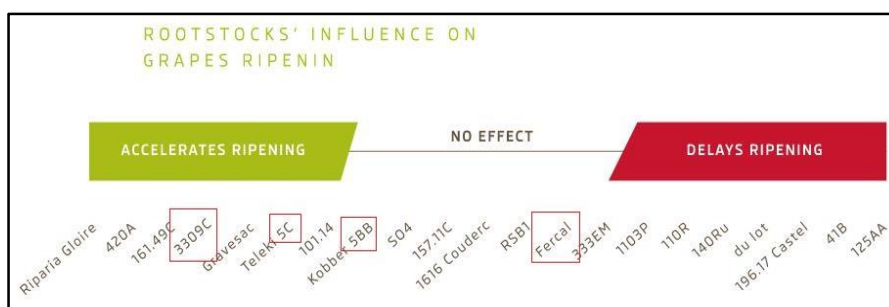 ROOTSTOCKS' INFLUENCE ON
GRAPES RIPENIN
ACCELERATES RIPENING
NO EFFECT
DELAYS RIPENING
Riparia Gloire
420A
161.49C
3309C
Gravesac
Teleki 5C
101.14
Kobber 5BB
SO4
157.11C
1616 Couderc
RSB1
Fercal
333EM
1103P
110R
140Ru
du lot
196.17 Castel
41B
125AA